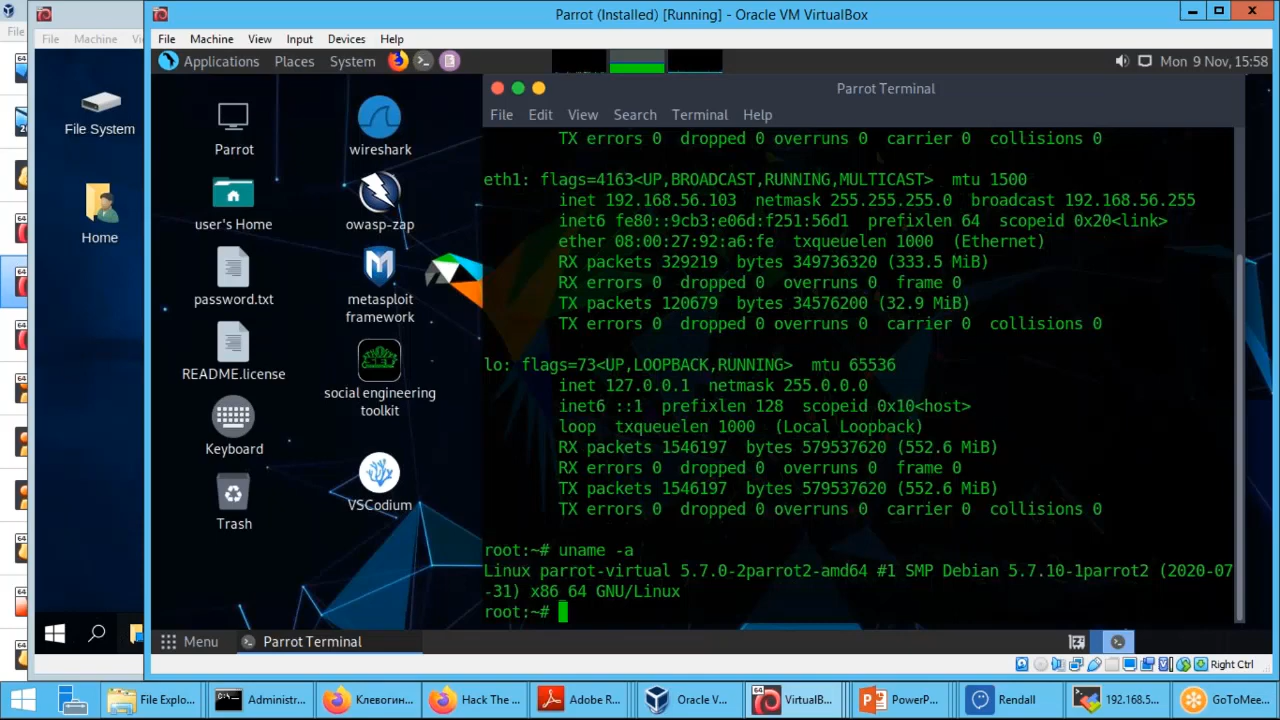 Parrot (Installed) [Running] - Oracle VM VirtualBox
File Machine View Input Devices Help
File Machine
Applications Places System
Mon 9 Nov, 15:58
Parrot Terminal
File Edit View Search Terminal Help
File System
Home
Parrot
wireshark
user's Home
owasp-zap
password.txt
metasploit
framework
README.license
social engineering
toolkit
Keyboard
VSCodium
Trash
TX errors 0 dropped 0 overruns 0 carrier 0 collisions 0
eth1: flags=4163<UP,BROADCAST,RUNNING,MULTICAST> mtu 1500
inet 192.168.56.103 netmask 255.255.255.0 broadcast 192.168.56.255
inet6 fe80::9cb3:e06d:f251:56d1 prefixlen 64 scopeid 0x20<link>
ether 08:00:27:92:a6:fe txqueuelen 1000 (Ethernet)
RX packets 329219 bytes 349736320 (333.5 MiB)
RX errors 0 dropped 0 overruns 0 frame 0
TX packets 120679 bytes 34576200 (32.9 MiB)
TX errors 0 dropped 0 overruns 0 carrier 0 collisions 0
lo: flags=73<UP,LOOPBACK,RUNNING> mtu 65536
inet 127.0.0.1 netmask 255.0.0.0
inet6 ::1 prefixlen 128 scopeid 0x10<host>
loop txqueuelen 1000 (Local Loopback)
RX packets 1546197 bytes 579537620 (552.6 MiB)
RX errors 0 dropped 0 overruns 0 frame 0
TX packets 1546197 bytes 579537620 (552.6 MiB)
TX errors 0 dropped 0 overruns 0 carrier 0 collisions 0
root:~# uname -a
Linux parrot-virtual 5.7.0-2parrot2-amd64 #1 SMP Debian 5.7.10-1parrot2 (2020-07
-31) x86_64 GNU/Linux
root:~#
Menu Parrot Terminal
Right Ctrl
File Explo... Administr... Клевогин... Hack The ... Adobe R... Oracle V... VirtualB... PowerP... Rendall 192.168.5... GoToMee...